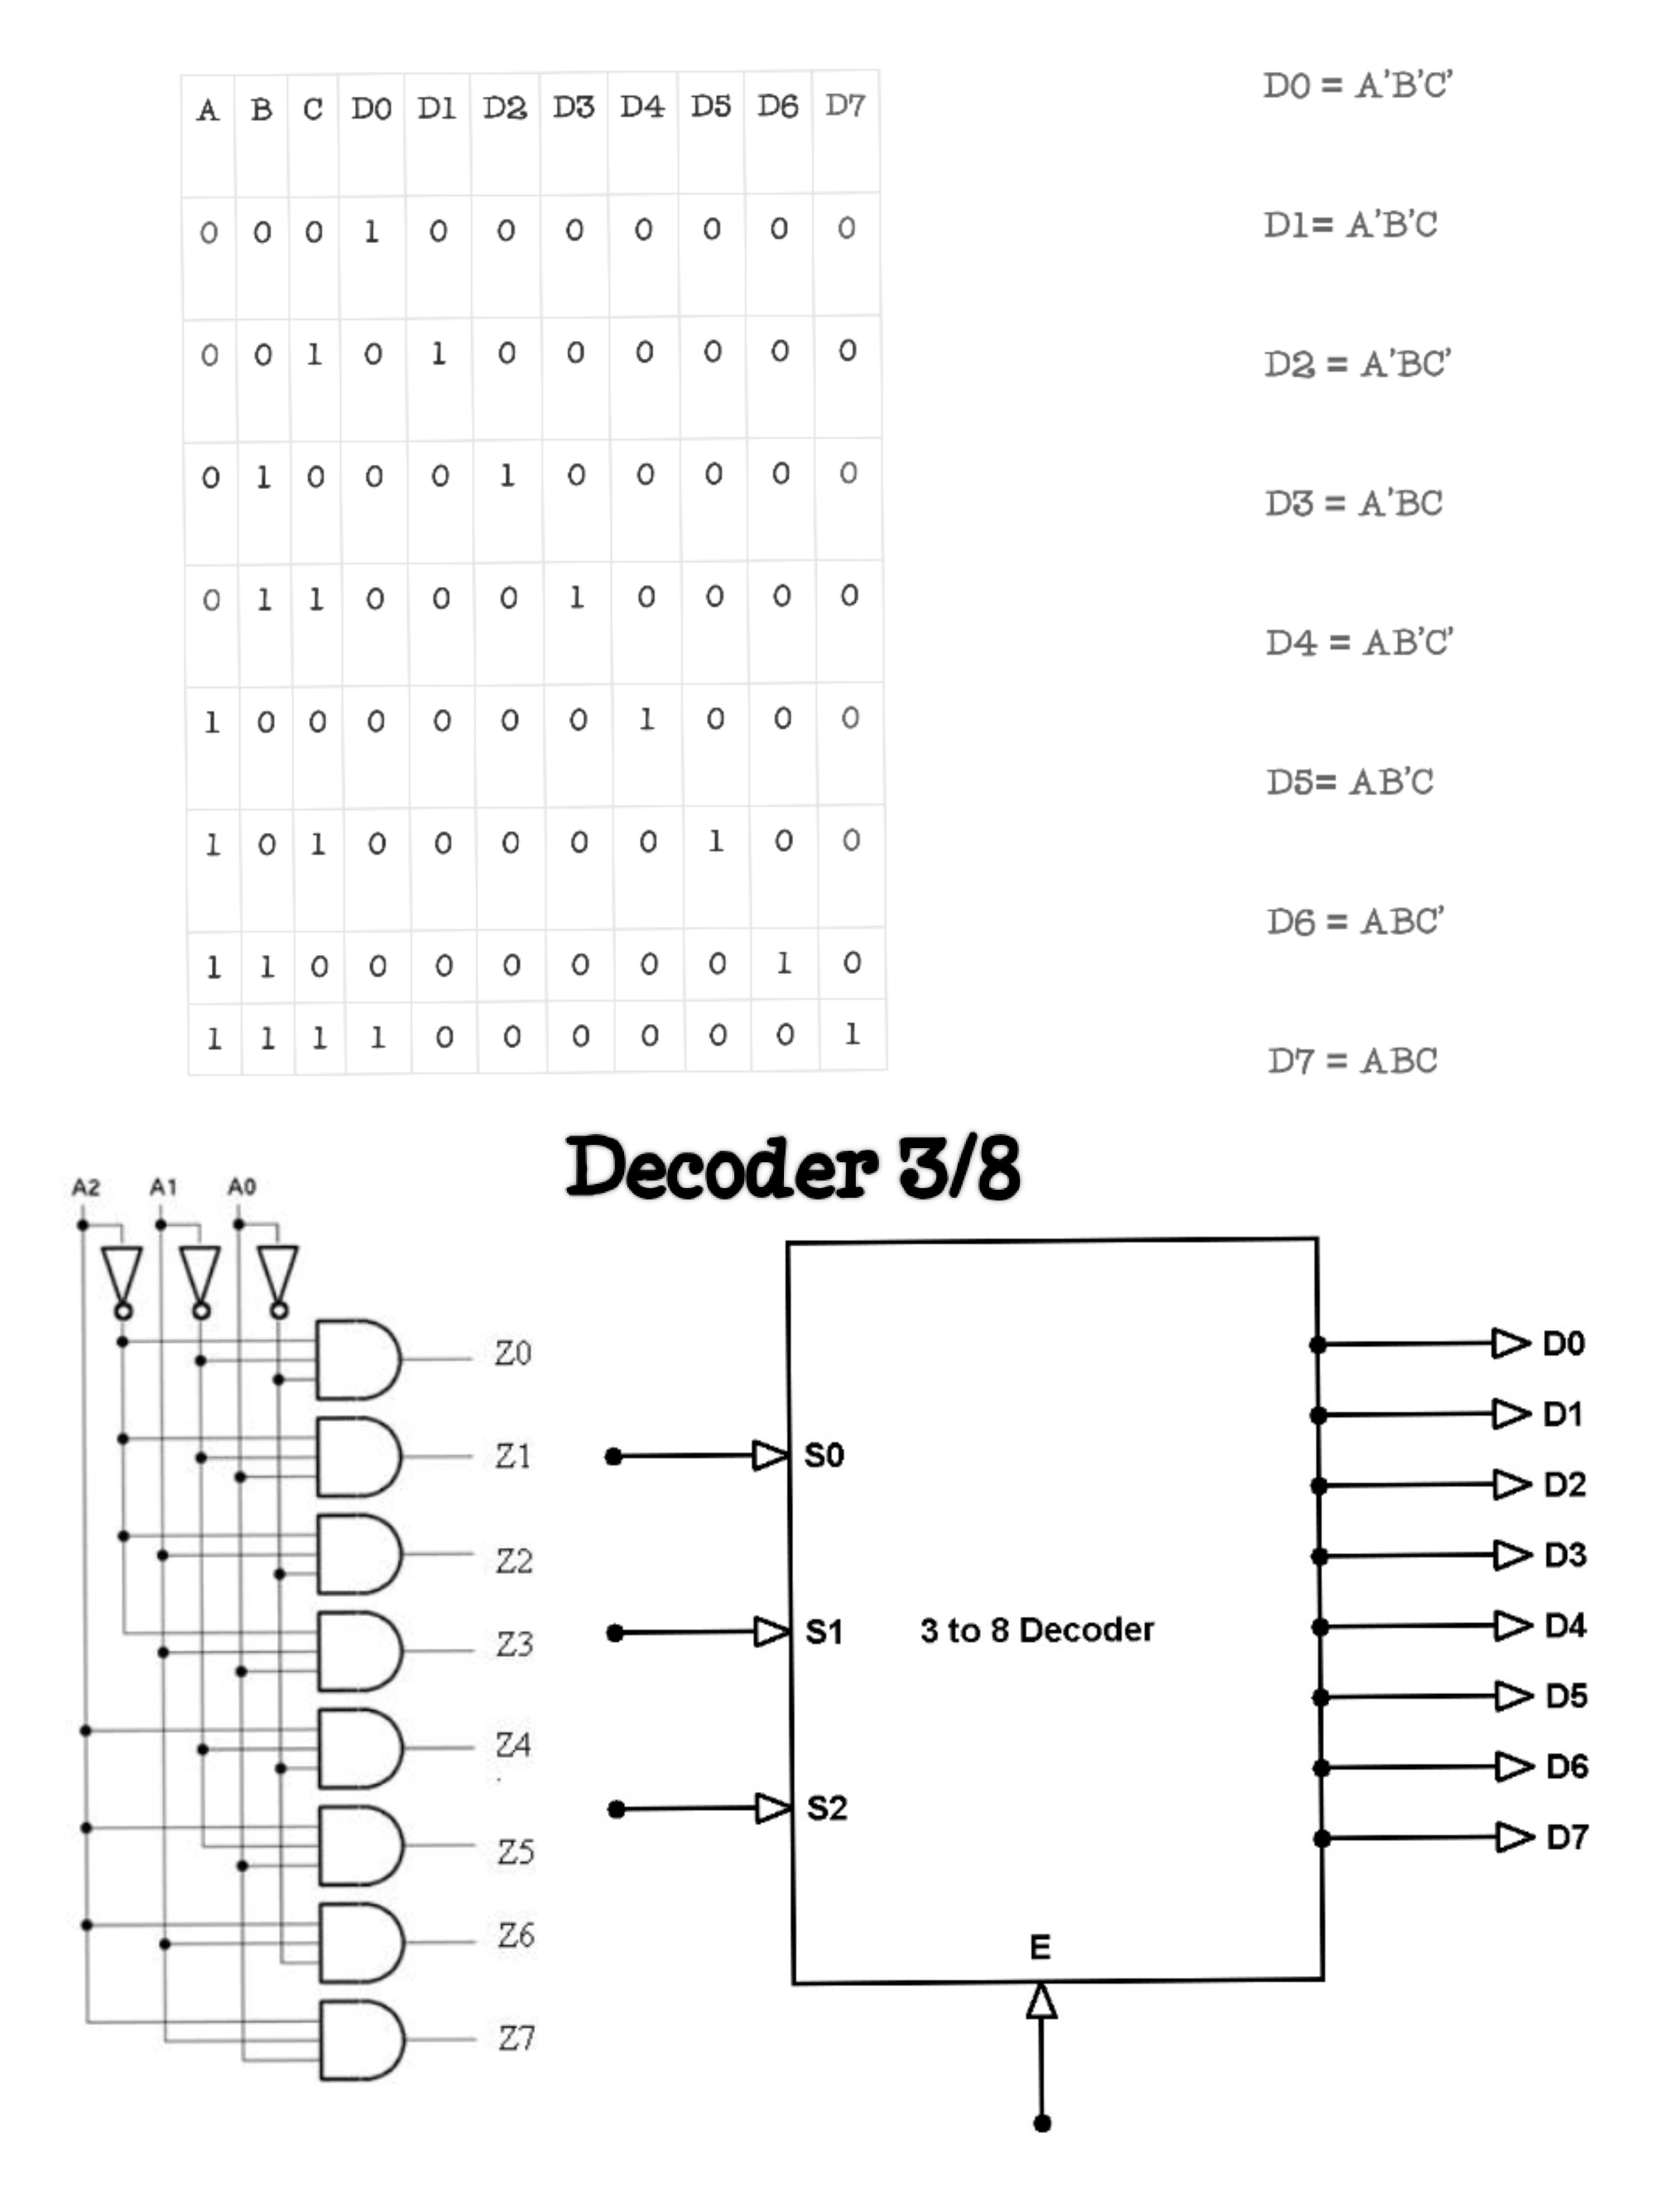 A B C D0 D1 D2 D3 D4 D5 D6 D7
0 0 0 1 0 0 0 0 0 0 0
0 0 1 0 1 0 0 0 0 0 0
0 1 0 0 0 1 0 0 0 0 0
0 1 1 0 0 0 1 0 0 0 0
1 0 0 0 0 0 0 1 0 0 0
1 0 1 0 0 0 0 0 1 0 0
1 1 0 0 0 0 0 0 0 1 0
1 1 1 1 0 0 0 0 0 0 1
D0 = A'B'C'
D1= A'B'C
D2 = A'BC'
D3 = A'BC
D4 = AB'C'
D5= AB'C
D6 = ABC'
D7 = ABC
Decoder 3/8
A2 A1 A0
Z0
Z1
Z2
Z3
Z4
Z5
Z6
Z7
S0
S1
S2
3 to 8 Decoder
E
D0
D1
D2
D3
D4
D5
D6
D7